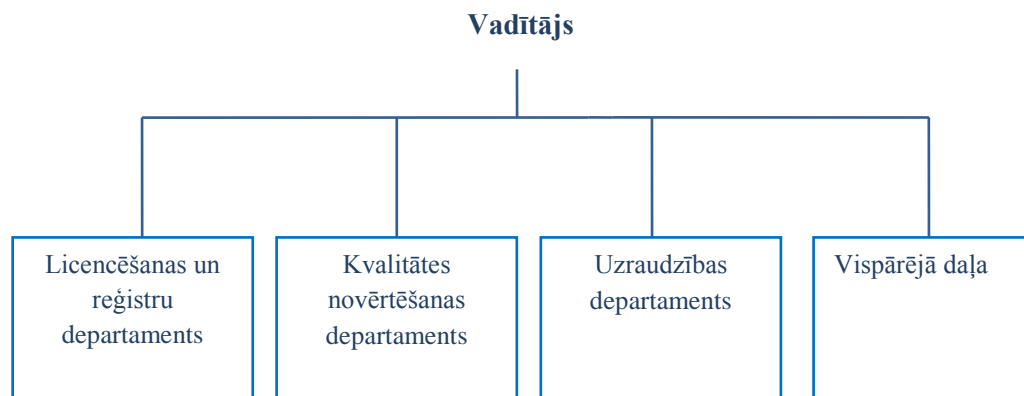 Vadītājs
Licencēšanas un
reģistru
departaments
Kvalitātes
novērtēšanas
departaments
Uzraudzības
departaments
Vispārējā daļa